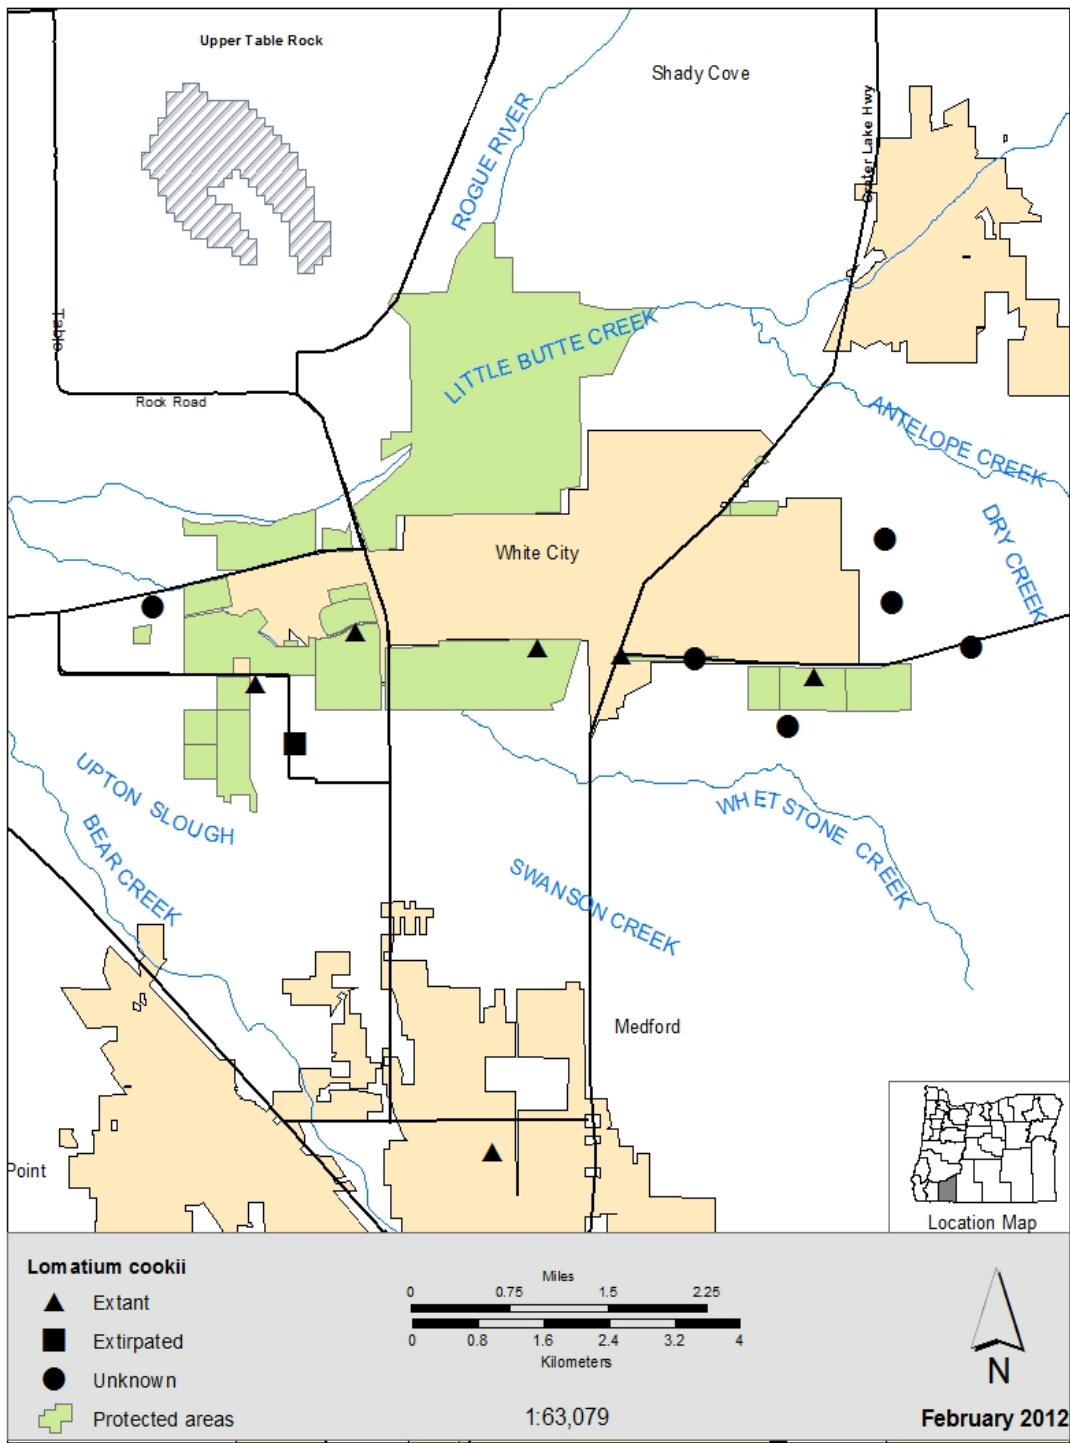 Upper Table Rock
Shady Cove
ROGUE RIVER
Crater Lake Hwy
Table
LITTLE BUTTE CREEK
Rock Road
ANTELOPE CREEK
DRY CREEK
White City
UPTON SLOUGH
BEAR CREEK
WHETSTONE CREEK
SWANSON CREEK
Medford
Point
Location Map
Lomatium cookii
Extant
Extirpated
Unknown
Protected areas
Miles
0 0.75 1.5 2.25
0 0.8 1.6 2.4 3.2 4
Kilometers
1:63,079
N
February 2012